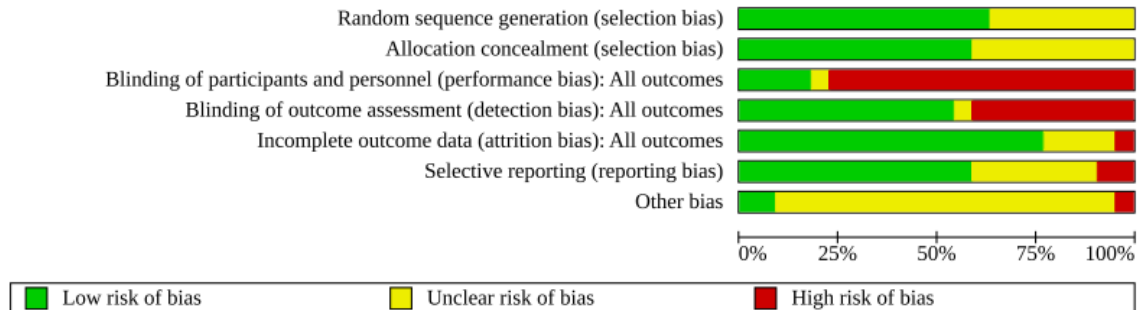 Random sequence generation (selection bias)
Allocation concealment (selection bias)
Blinding of participants and personnel (performance bias): All outcomes
Blinding of outcome assessment (detection bias): All outcomes
Incomplete outcome data (attrition bias): All outcomes
Selective reporting (reporting bias)
Other bias
0% 25% 50% 75% 100%
Low risk of bias Unclear risk of bias High risk of bias